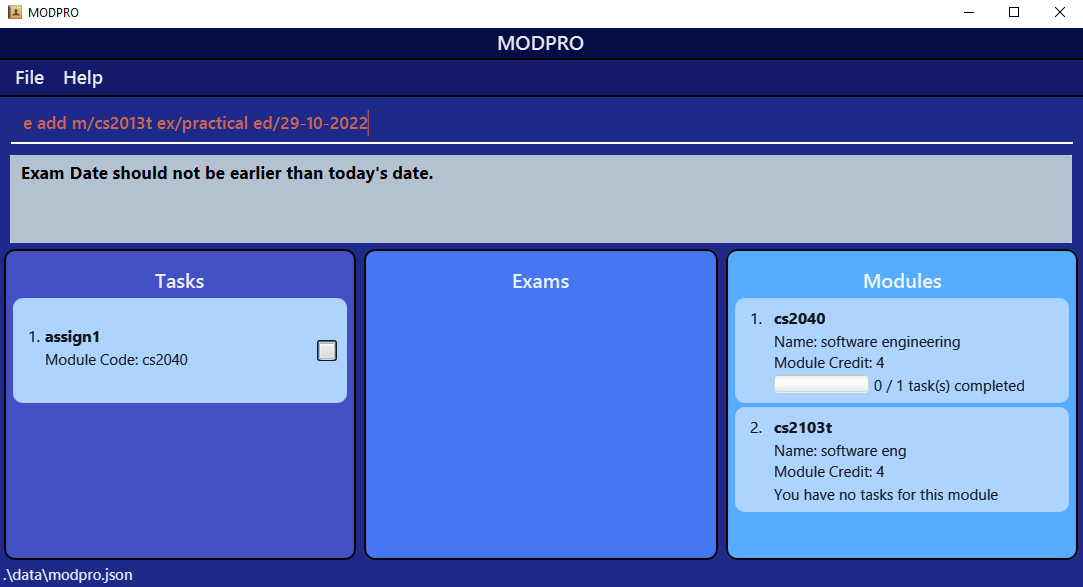 MODPRO
MODPRO
File Help
e add m/cs2013t ex/practical ed/29-10-2022
Exam Date should not be earlier than today's date.
Tasks
1. assign1
Module Code: cs2040
Exams
Modules
1. cs2040
Name: software engineering
Module Credit: 4
0 / 1 task(s) completed
2. cs2103t
Name: software eng
Module Credit: 4
You have no tasks for this module
.\data\modpro.json